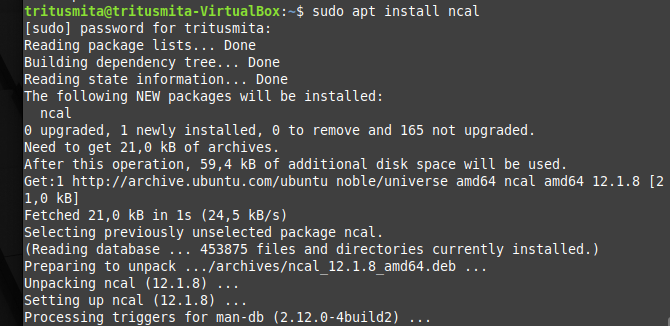 tritusmita@tritusmita-VirtualBox:~$ sudo apt install ncal
[sudo] password for tritusmita:
Reading package lists... Done
Building dependency tree... Done
Reading state information... Done
The following NEW packages will be installed:
  ncal
0 upgraded, 1 newly installed, 0 to remove and 165 not upgraded.
Need to get 21,0 kB of archives.
After this operation, 59,4 kB of additional disk space will be used.
Get:1 http://archive.ubuntu.com/ubuntu noble/universe amd64 ncal amd64 12.1.8 [2
1,0 kB]
Fetched 21,0 kB in 1s (24,5 kB/s)
Selecting previously unselected package ncal.
(Reading database ... 453875 files and directories currently installed.)
Preparing to unpack .../archives/ncal_12.1.8_amd64.deb ...
Unpacking ncal (12.1.8) ...
Setting up ncal (12.1.8) ...
Processing triggers for man-db (2.12.0-4build2) ...